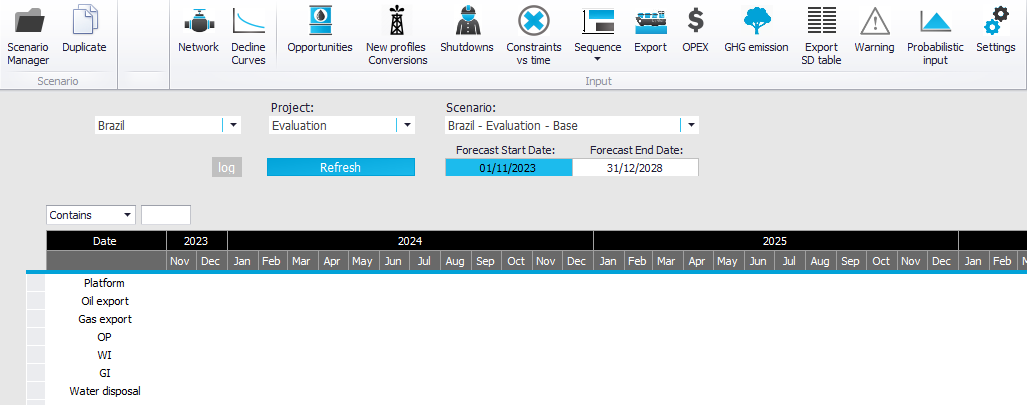 Scenario Manager
Duplicate
Network
Decline Curves
Opportunities
New profiles Conversions
Shutdowns
Constraints vs time
Sequence
Export
OPEX
GHG emission
Export SD table
Warning
Probabilistic input
Settings
Scenario
Input
Project:
Scenario:
Brazil
Evaluation
Brazil - Evaluation - Base
Forecast Start Date:
Forecast End Date:
log
Refresh
01/11/2023
31/12/2028
Contains
Date
2023
2024
2025
Nov Dec Jan Feb Mar Apr May Jun Jul Aug Sep Oct Nov Dec Jan Feb Mar Apr May Jun Jul Aug Sep Oct Nov Dec Jan Feb
Platform
Oil export
Gas export
OP
WI
GI
Water disposal